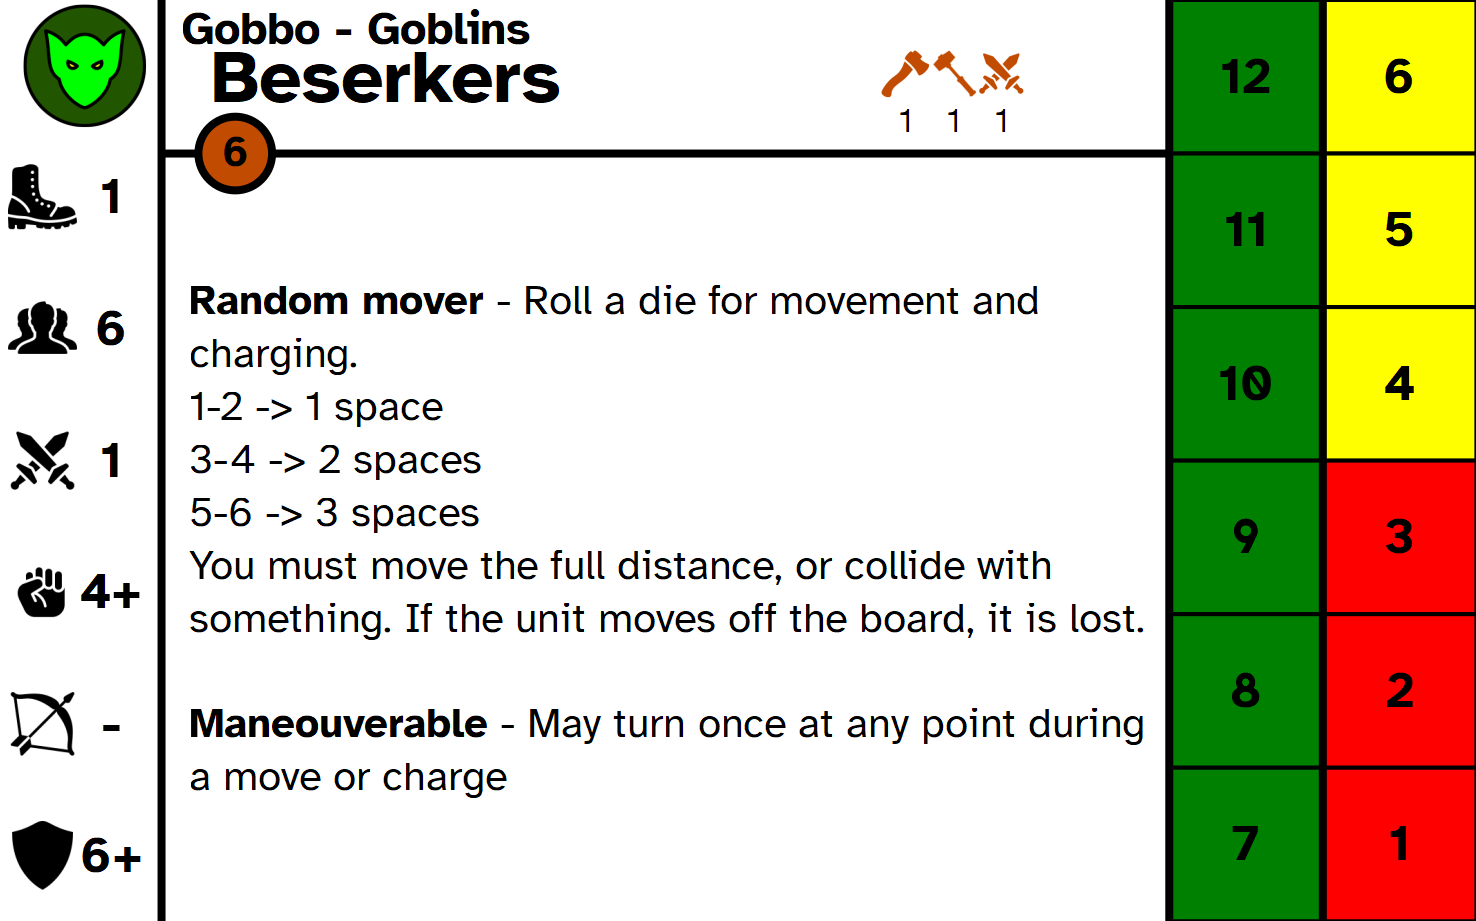 Gobbo - Goblins
Beserkers
1 1 1
6
1
6
1
4+
-
6+
Random mover - Roll a die for movement and
charging.
1-2 -> 1 space
3-4 -> 2 spaces
5-6 -> 3 spaces
You must move the full distance, or collide with
something. If the unit moves off the board, it is lost.
Maneouverable - May turn once at any point during
a move or charge
12 6
11 5
10 4
9 3
8 2
7 1